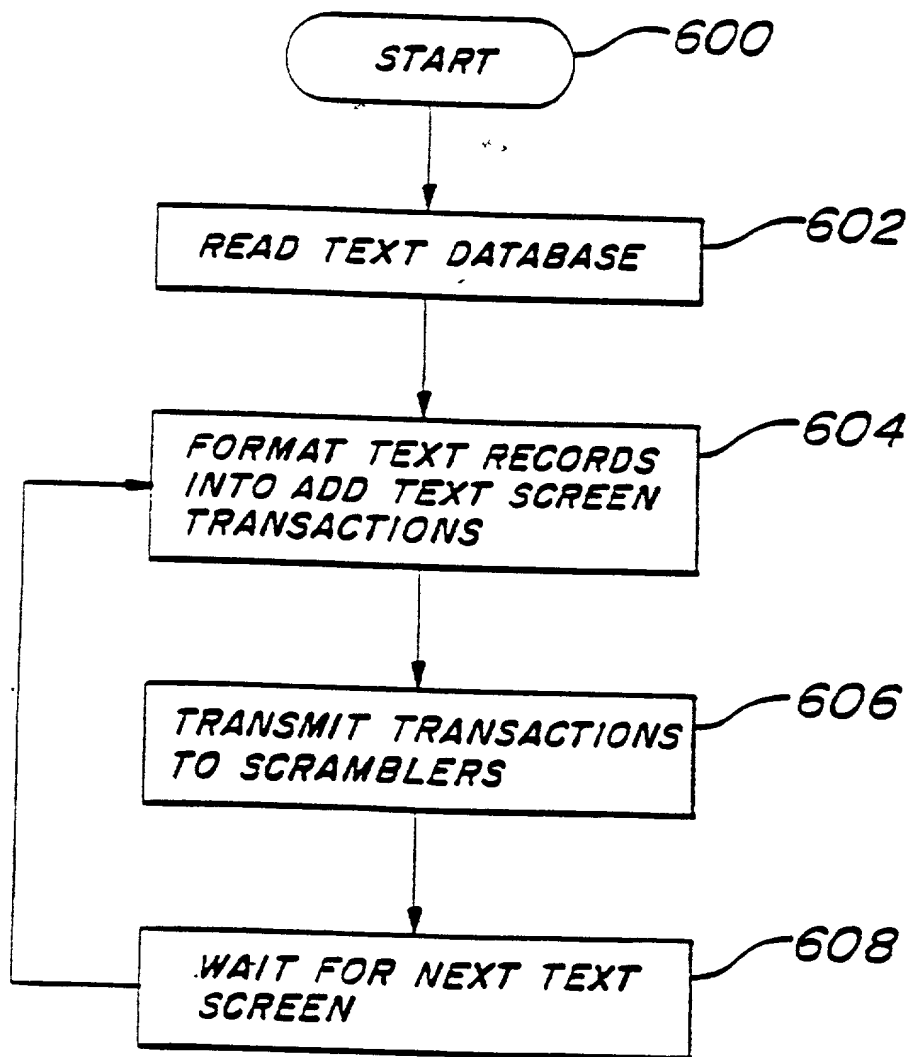 START
600
READ TEXT DATABASE
602
FORMAT TEXT RECORDS
INTO ADD TEXT SCREEN
TRANSACTIONS
604
TRANSMIT TRANSACTIONS
TO SCRAMBLERS
606
WAIT FOR NEXT TEXT
SCREEN
608